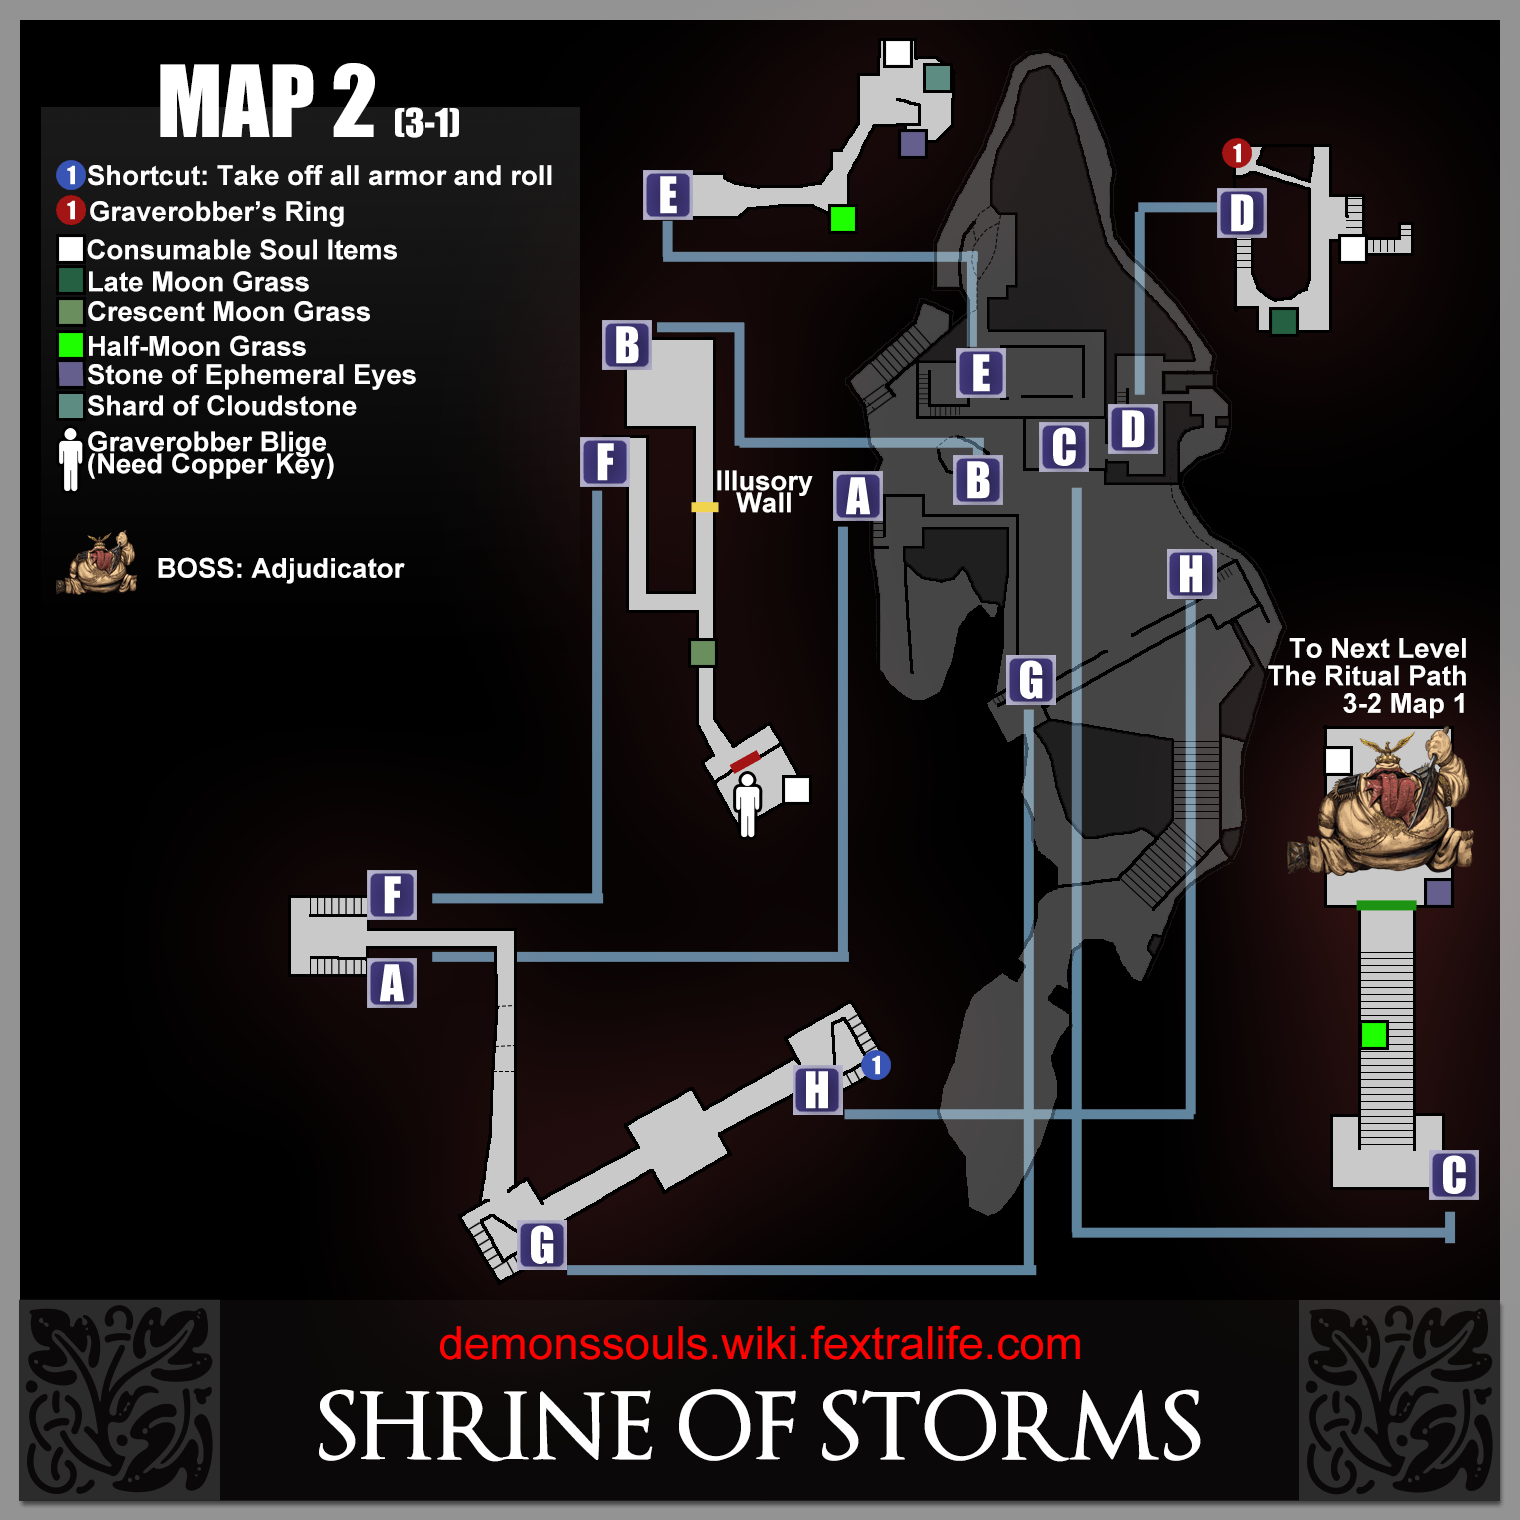 MAP 2 (3-1)
1 Shortcut: Take off all armor and roll
1 Graverobber's Ring
Consumable Soul Items
Late Moon Grass
Crescent Moon Grass
Half-Moon Grass
Stone of Ephemeral Eyes
Shard of Cloudstone
Graverobber Blige
(Need Copper Key)
BOSS: Adjudicator
E
1
D
B
E
F
C
D
Illusory
Wall
A
B
H
G
To Next Level
The Ritual Path
3-2 Map 1
F
A
H
1
C
G
demonssouls.wiki.fextralife.com
SHRINE OF STORMS